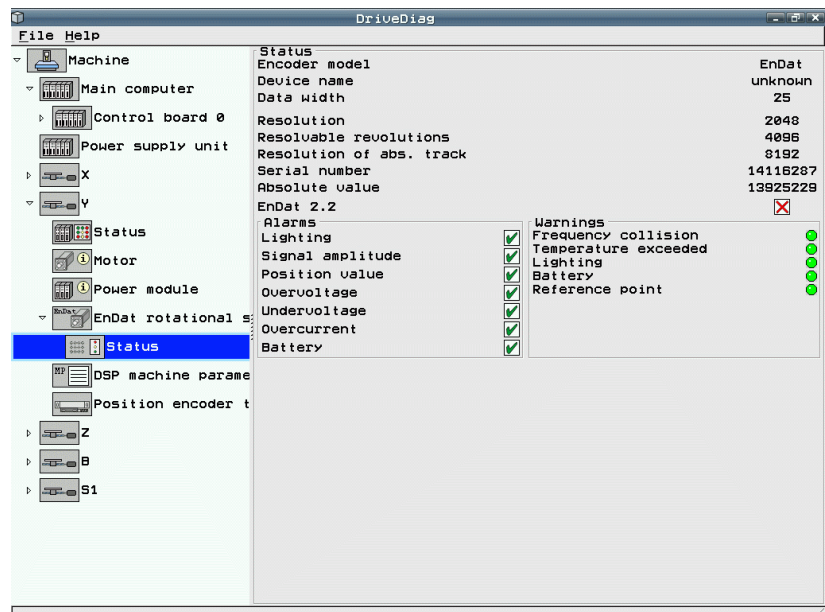 DriveDiag
File Help
Machine
Main computer
Control board 0
Power supply unit
X
Y
Status
Motor
Power module
EnDat EnDat rotational s
Status
MP DSP machine parame
Position encoder t
Z
B
S1
Status
Encoder model EnDat
Device name unknown
Data width 25
Resolution 2048
Resolvable revolutions 4096
Resolution of abs. track 8192
Serial number 14116287
Absolute value 13925229
EnDat 2.2
Alarms
Lighting
Signal amplitude
Position value
Overvoltage
Undervoltage
Overcurrent
Battery
Warnings
Frequency collision
Temperature exceeded
Lighting
Battery
Reference point